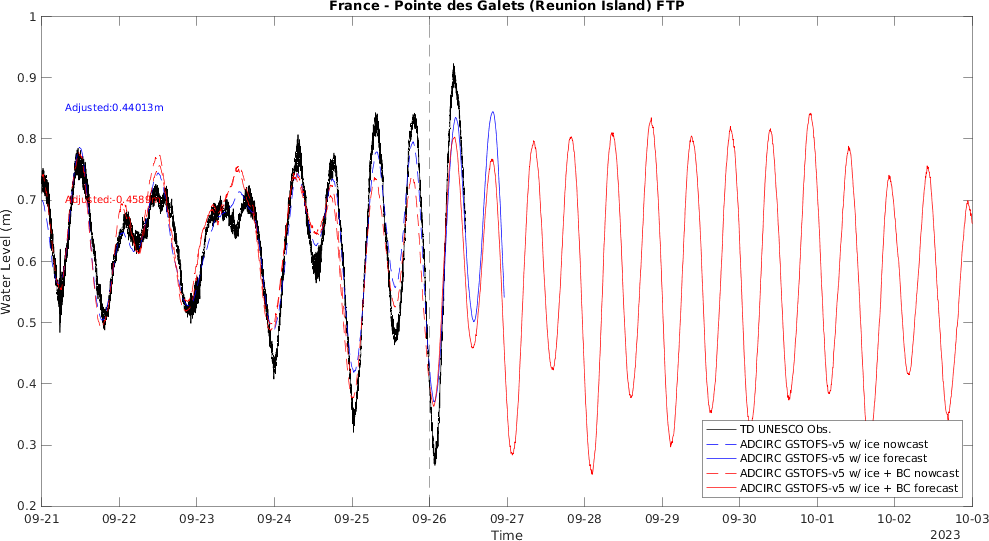 France - Pointe des Galets (Reunion Island) FTP
1
0.9
0.8
0.7
0.6
0.5
0.4
0.3
0.2
Water Level (m)
Adjusted:0.44013m
Adjusted:-0.458
TD UNESCO Obs.
ADCIRC GSTOFS-v5 w/ ice nowcast
ADCIRC GSTOFS-v5 w/ ice forecast
ADCIRC GSTOFS-v5 w/ ice + BC nowcast
ADCIRC GSTOFS-v5 w/ ice + BC forecast
09-21 09-22 09-23 09-24 09-25 09-26 09-27 09-28 09-29 09-30 10-01 10-02 10-03
Time
2023